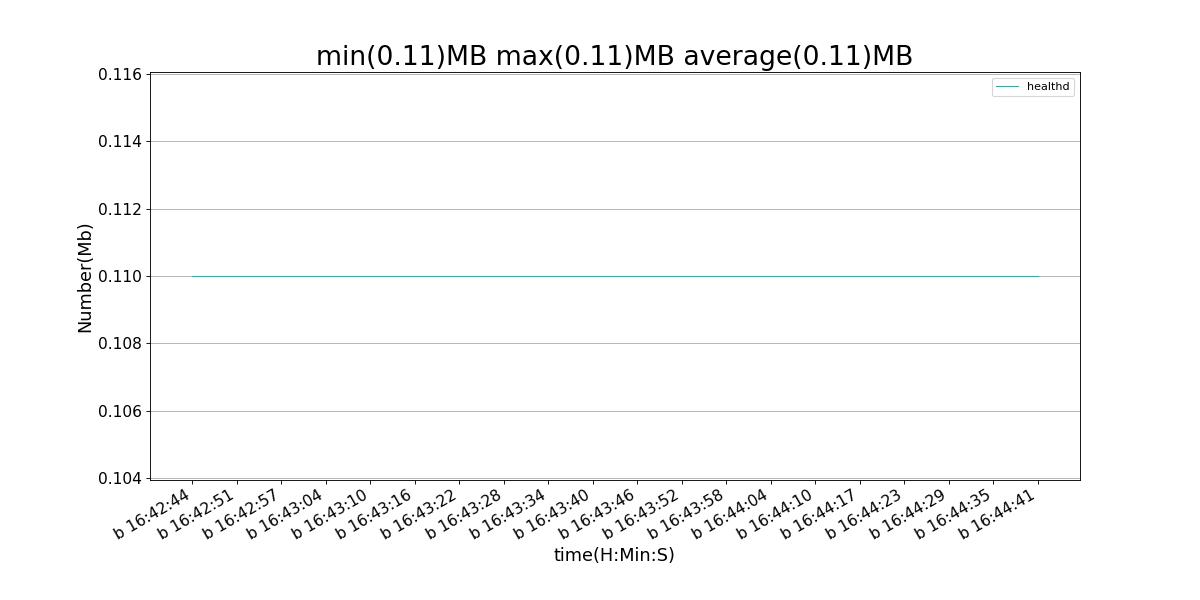 min(0.11)MB max(0.11)MB average(0.11)MB
healthd
0.116
0.114
0.112
0.110
0.108
0.106
0.104
Number(Mb)
b 16:42:44
b 16:42:51
b 16:42:57
b 16:43:04
b 16:43:10
b 16:43:16
b 16:43:22
b 16:43:28
b 16:43:34
b 16:43:40
b 16:43:46
b 16:43:52
b 16:43:58
b 16:44:04
b 16:44:10
b 16:44:17
b 16:44:23
b 16:44:29
b 16:44:35
b 16:44:41
time(H:Min:S)